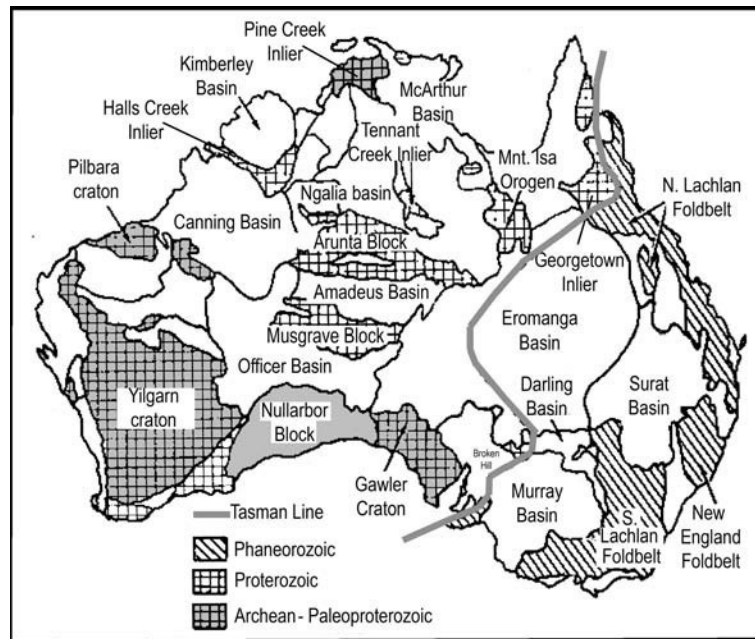 Pine Creek
Inlier
Kimberley
Basin
McArthur
Basin
Halls Creek
Inlier
Tennant
Creek Inlier
Mnt. Isa
Orogen
Pilbara
craton
Ngalia basin
N. Lachlan
Foldbelt
Canning Basin
Arunta Block
Georgetown
Inlier
Amadeus Basin
Eromanga
Basin
Musgrave Block
Officer Basin
Darling
Basin
Surat
Basin
Yilgarn
craton
Nullarbor
Block
Broken
Hill
Gawler
Craton
Murray
Basin
S.
Lachlan
Foldbelt
New
England
Foldbelt
Tasman Line
Phaneorozoic
Proterozoic
Archean - Paleoproterozoic